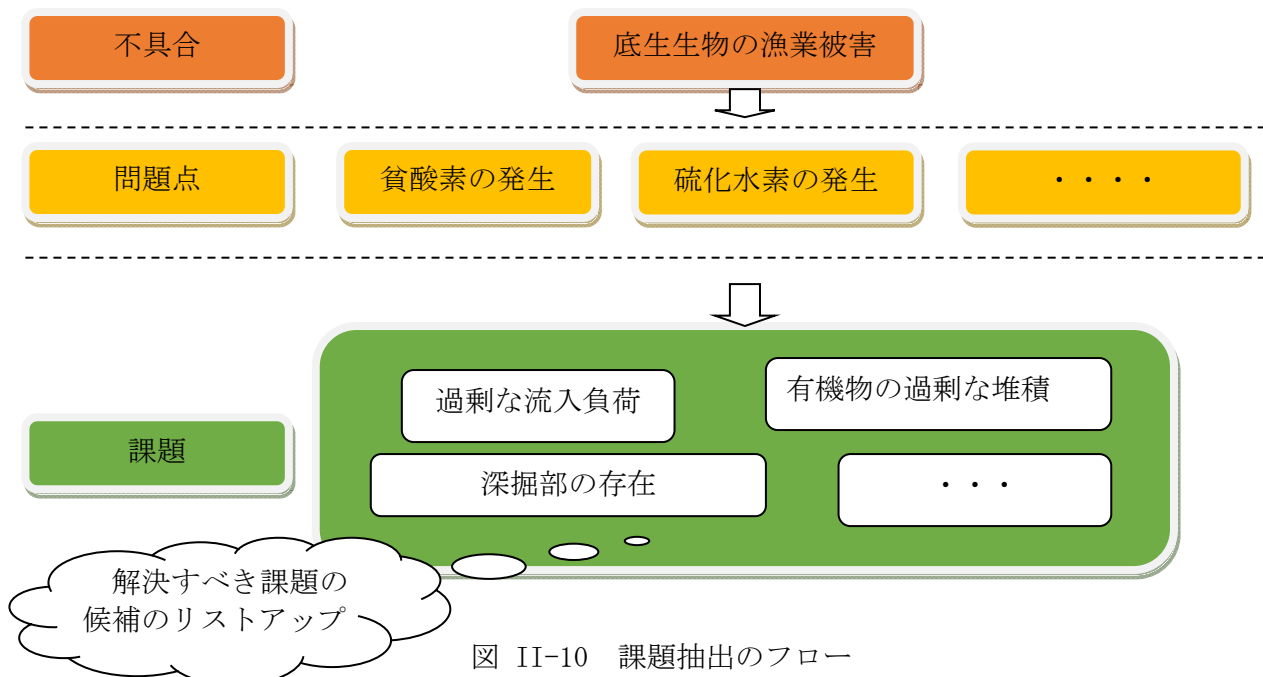 不具合
底生生物の漁業被害
問題点
貧酸素の発生
硫化水素の発生
・・・・
課題
過剰な流入負荷
有機物の過剰な堆積
深掘部の存在
・・・
解決すべき課題の
候補のリストアップ
図 II-10 課題抽出のフロー